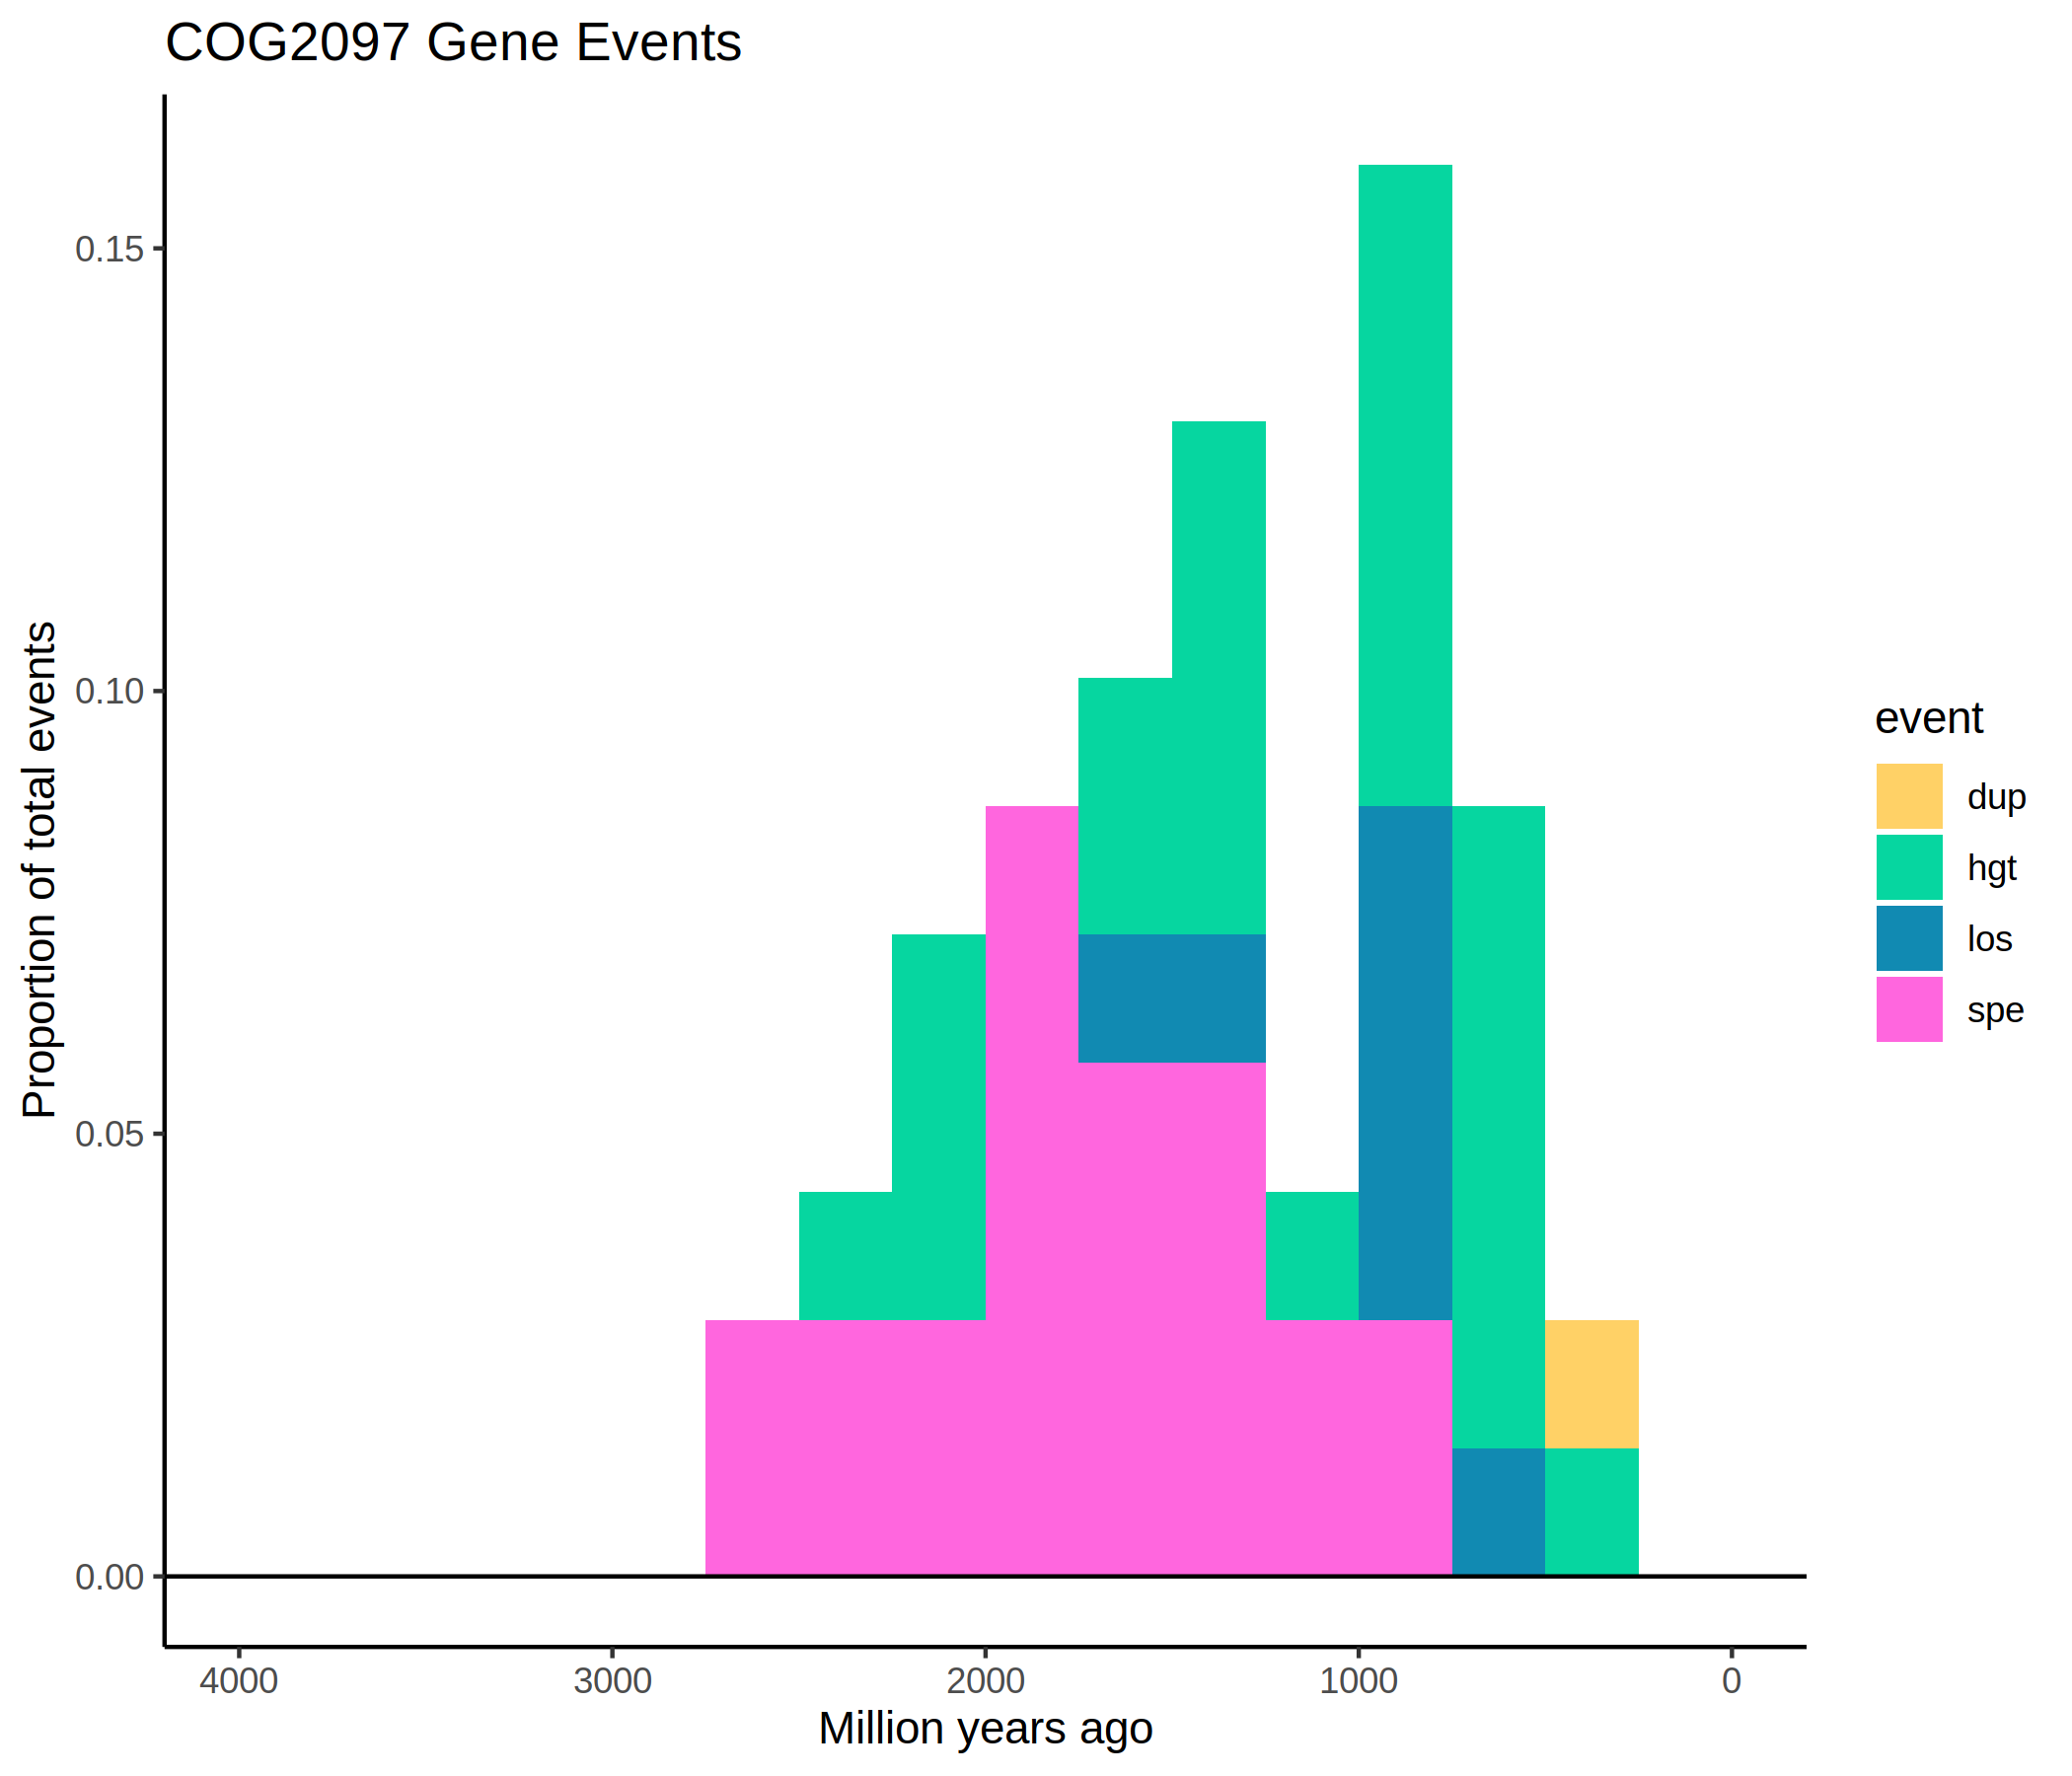 COG2097 Gene Events
Proportion of total events
0.15
0.10
0.05
0.00
4000
3000
2000
1000
0
Million years ago
event
dup
hgt
los
spe